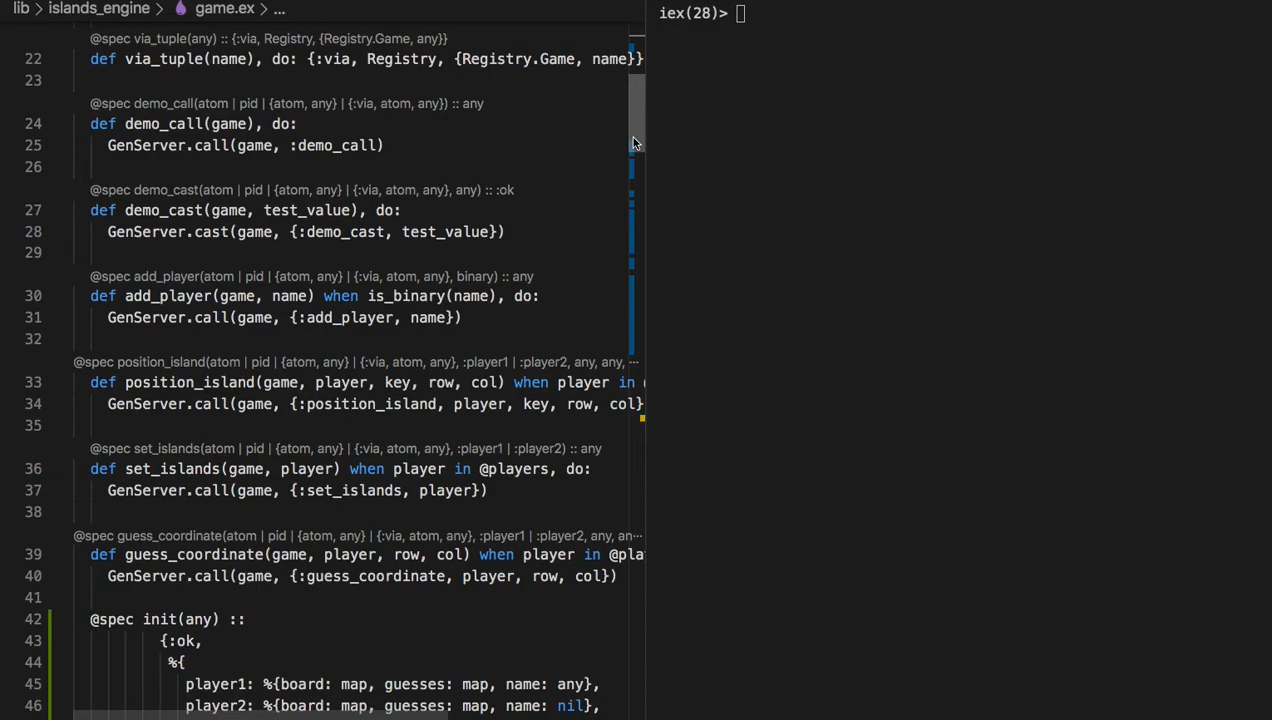 lib > islands_engine > game.ex > ...
iex(28)>
@spec via_tuple(any) :: {:via, Registry, {Registry.Game, any}}
22 def via_tuple(name), do: {:via, Registry, {Registry.Game, name}}
23
@spec demo_call(atom | pid | {atom, any} | {:via, atom, any}) :: any
24 def demo_call(game), do:
25 GenServer.call(game, :demo_call)
26
@spec demo_cast(atom | pid | {atom, any} | {:via, atom, any}, any) :: :ok
27 def demo_cast(game, test_value), do:
28 GenServer.cast(game, {:demo_cast, test_value})
29
@spec add_player(atom | pid | {atom, any} | {:via, atom, any}, binary) :: any
30 def add_player(game, name) when is_binary(name), do:
31 GenServer.call(game, {:add_player, name})
32
@spec position_island(atom | pid | {atom, any} | {:via, atom, any}, :player1 | :player2, any, any, ...
33 def position_island(game, player, key, row, col) when player in
34 GenServer.call(game, {:position_island, player, key, row, col}
35
@spec set_islands(atom | pid | {atom, any} | {:via, atom, any}, :player1 | :player2) :: any
36 def set_islands(game, player) when player in @players, do:
37 GenServer.call(game, {:set_islands, player})
38
@spec guess_coordinate(atom | pid | {atom, any} | {:via, atom, any}, :player1 | :player2, any, an...
39 def guess_coordinate(game, player, row, col) when player in @pla
40 GenServer.call(game, {:guess_coordinate, player, row, col})
41
42 @spec init(any) ::
43 {:ok,
44 %{
45 player1: %{board: map, guesses: map, name: any},
46 player2: %{board: map, guesses: map, name: nil},